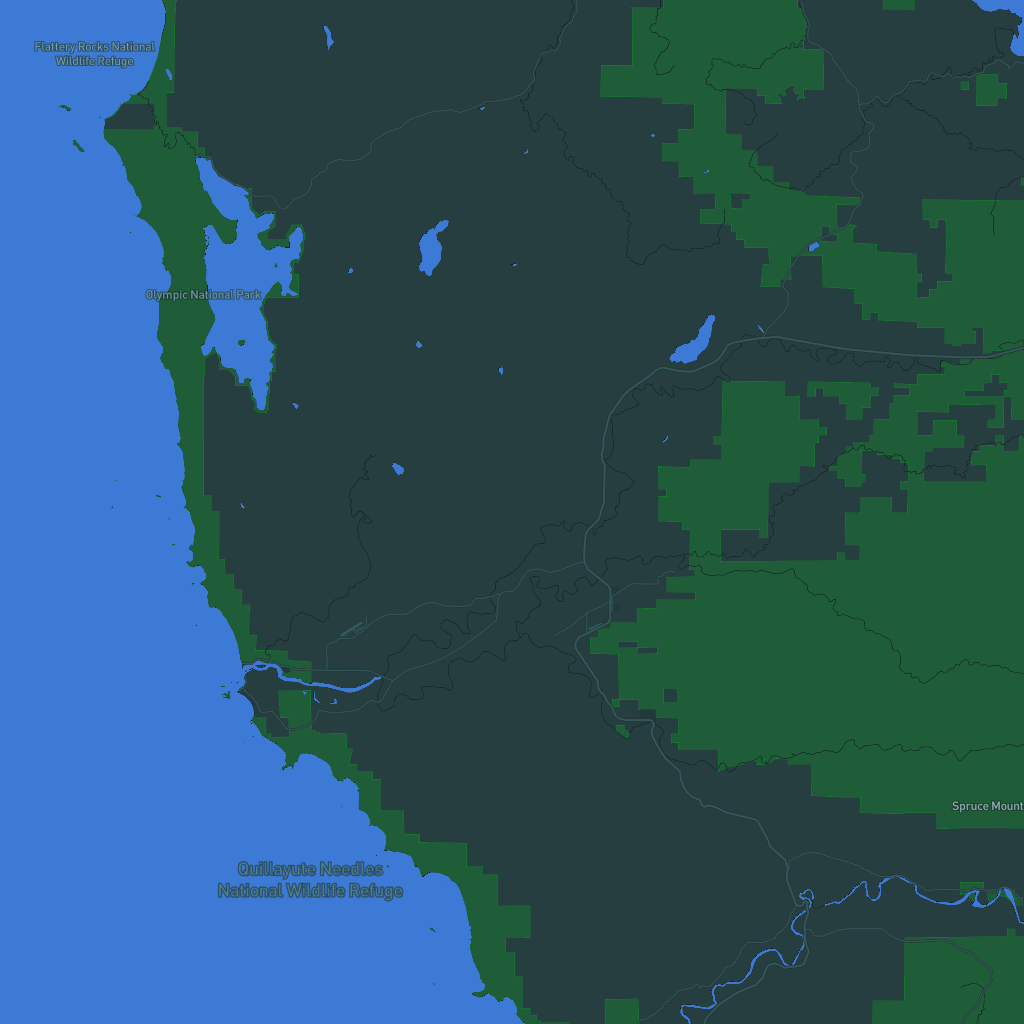 Flattery Rocks National
Wildlife Refuge
Olympic National Park
Spruce Mount
Quillayute Needles
National Wildlife Refuge